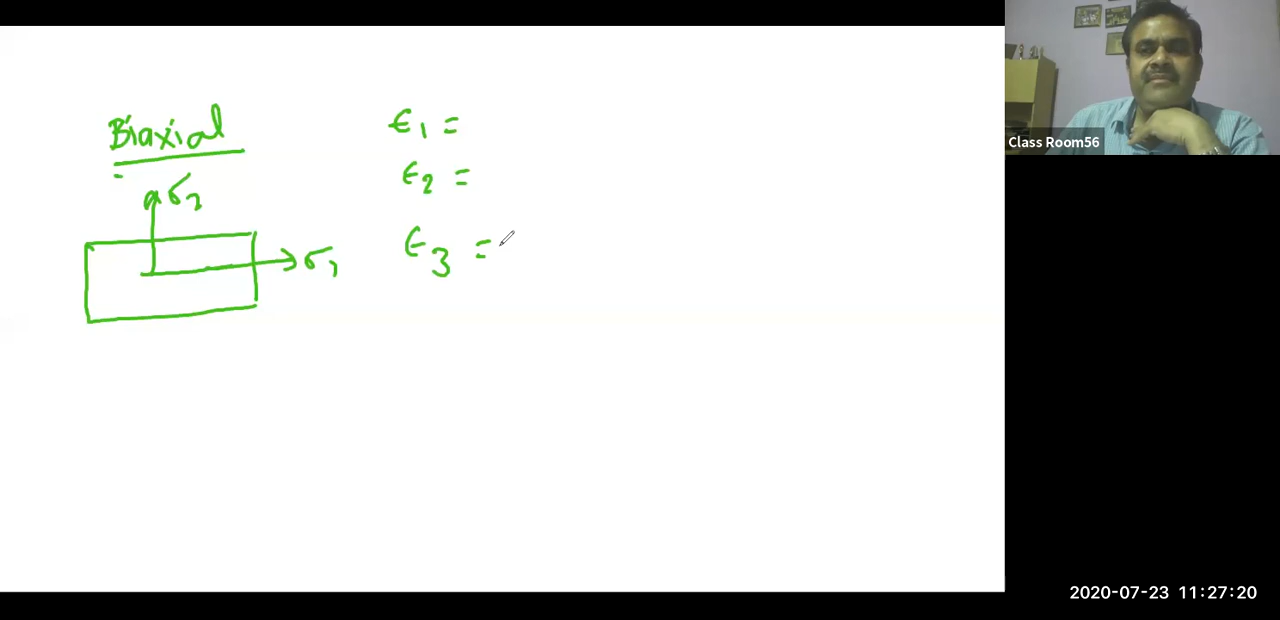 Biaxial
σ2
σ1
ϵ1 =
ϵ2 =
ϵ3 =
Class Room56
2020-07-23 11:27:20